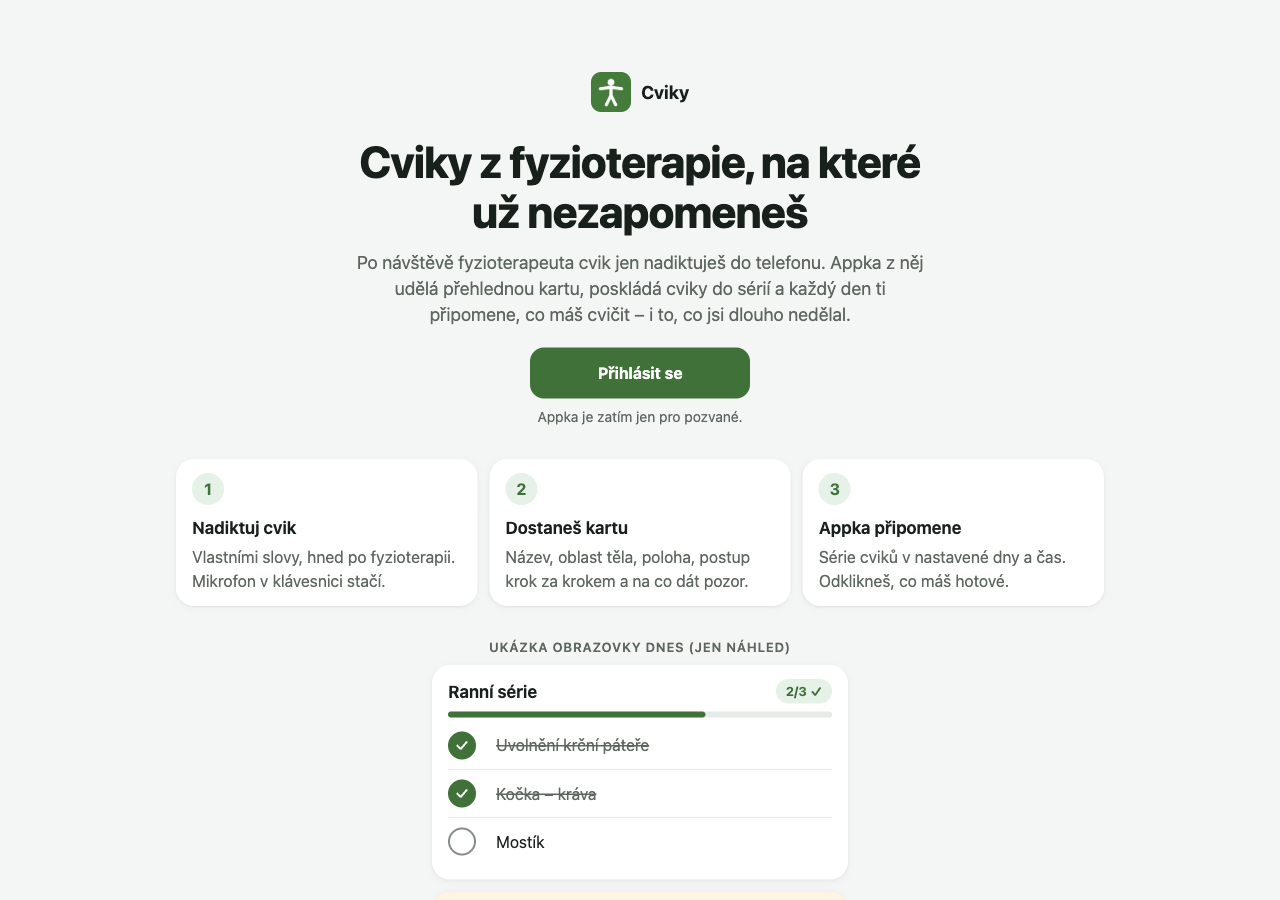 Cviky
Cviky z fyzioterapie, na které
už nezapomeneš
Po návštěvě fyzioterapeuta cvik jen nadiktuješ do telefonu. Appka z něj
udělá přehlednou kartu, poskládá cviky do sérií a každý den ti
připomene, co máš cvičit – i to, co jsi dlouho nedělal.
Přihlásit se
Appka je zatím jen pro pozvané.
1
Nadiktuj cvik
Vlastními slovy, hned po fyzioterapii.
Mikrofon v klávesnici stačí.
2
Dostaneš kartu
Název, oblast těla, poloha, postup
krok za krokem a na co dát pozor.
3
Appka připomene
Série cviků v nastavené dny a čas.
Odklikneš, co máš hotové.
UKÁZKA OBRAZOVKY DNES (JEN NÁHLED)
Ranní série
2/3 ✓
Uvolnění krční páteře
Kočka – kráva
Mostík